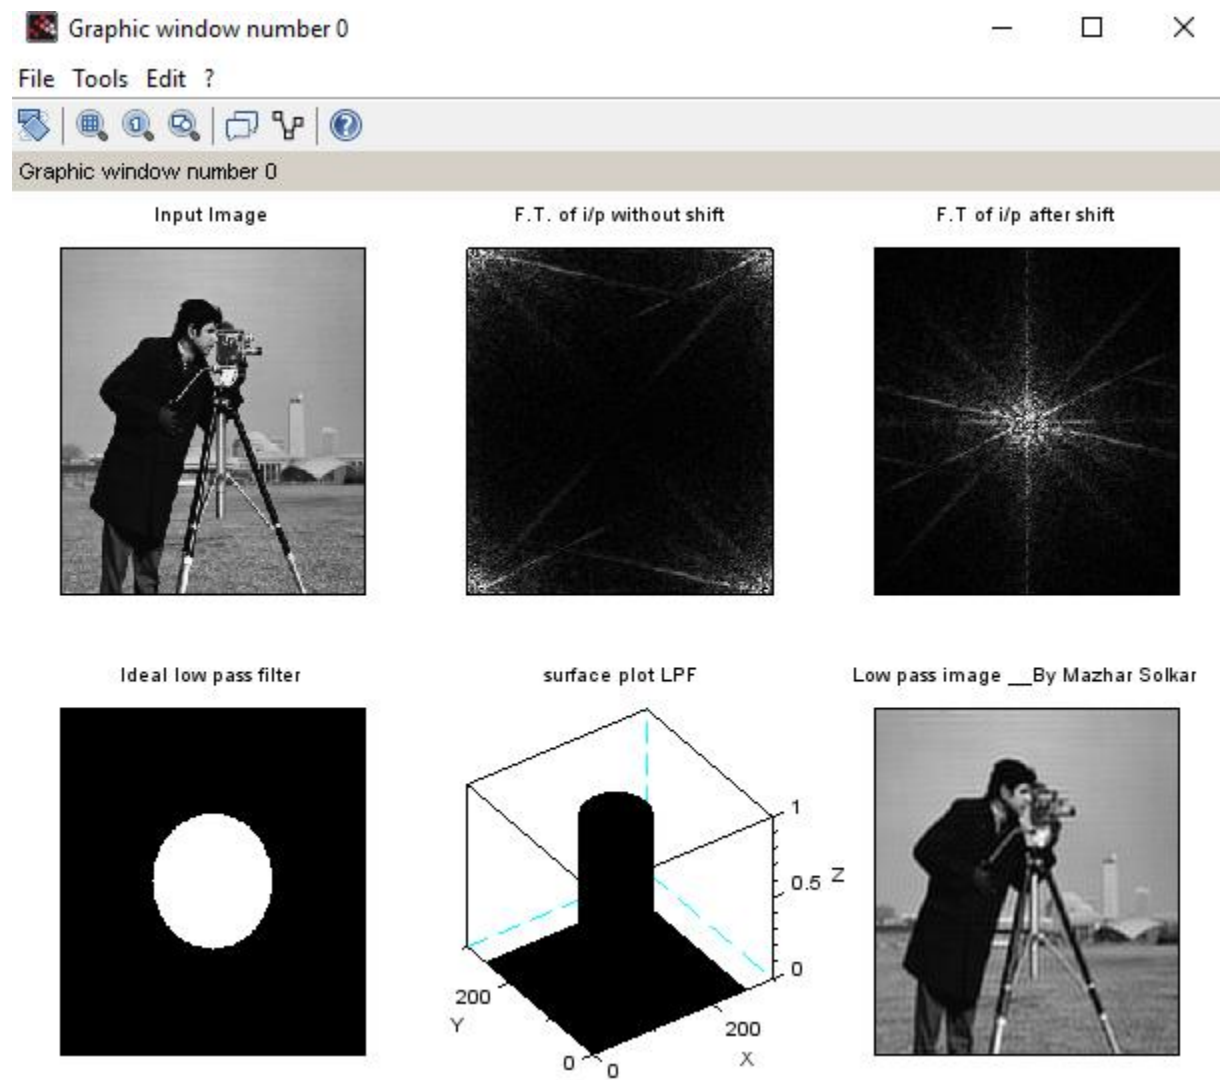 Graphic window number 0
File Tools Edit ?
Graphic window number 0
Input Image
F.T. of i/p without shift
F.T of i/p after shift
Ideal low pass filter
surface plot LPF
Low pass image __By Mazhar Solkar
1
0.5
Z
0
200
Y
0
0
200
X